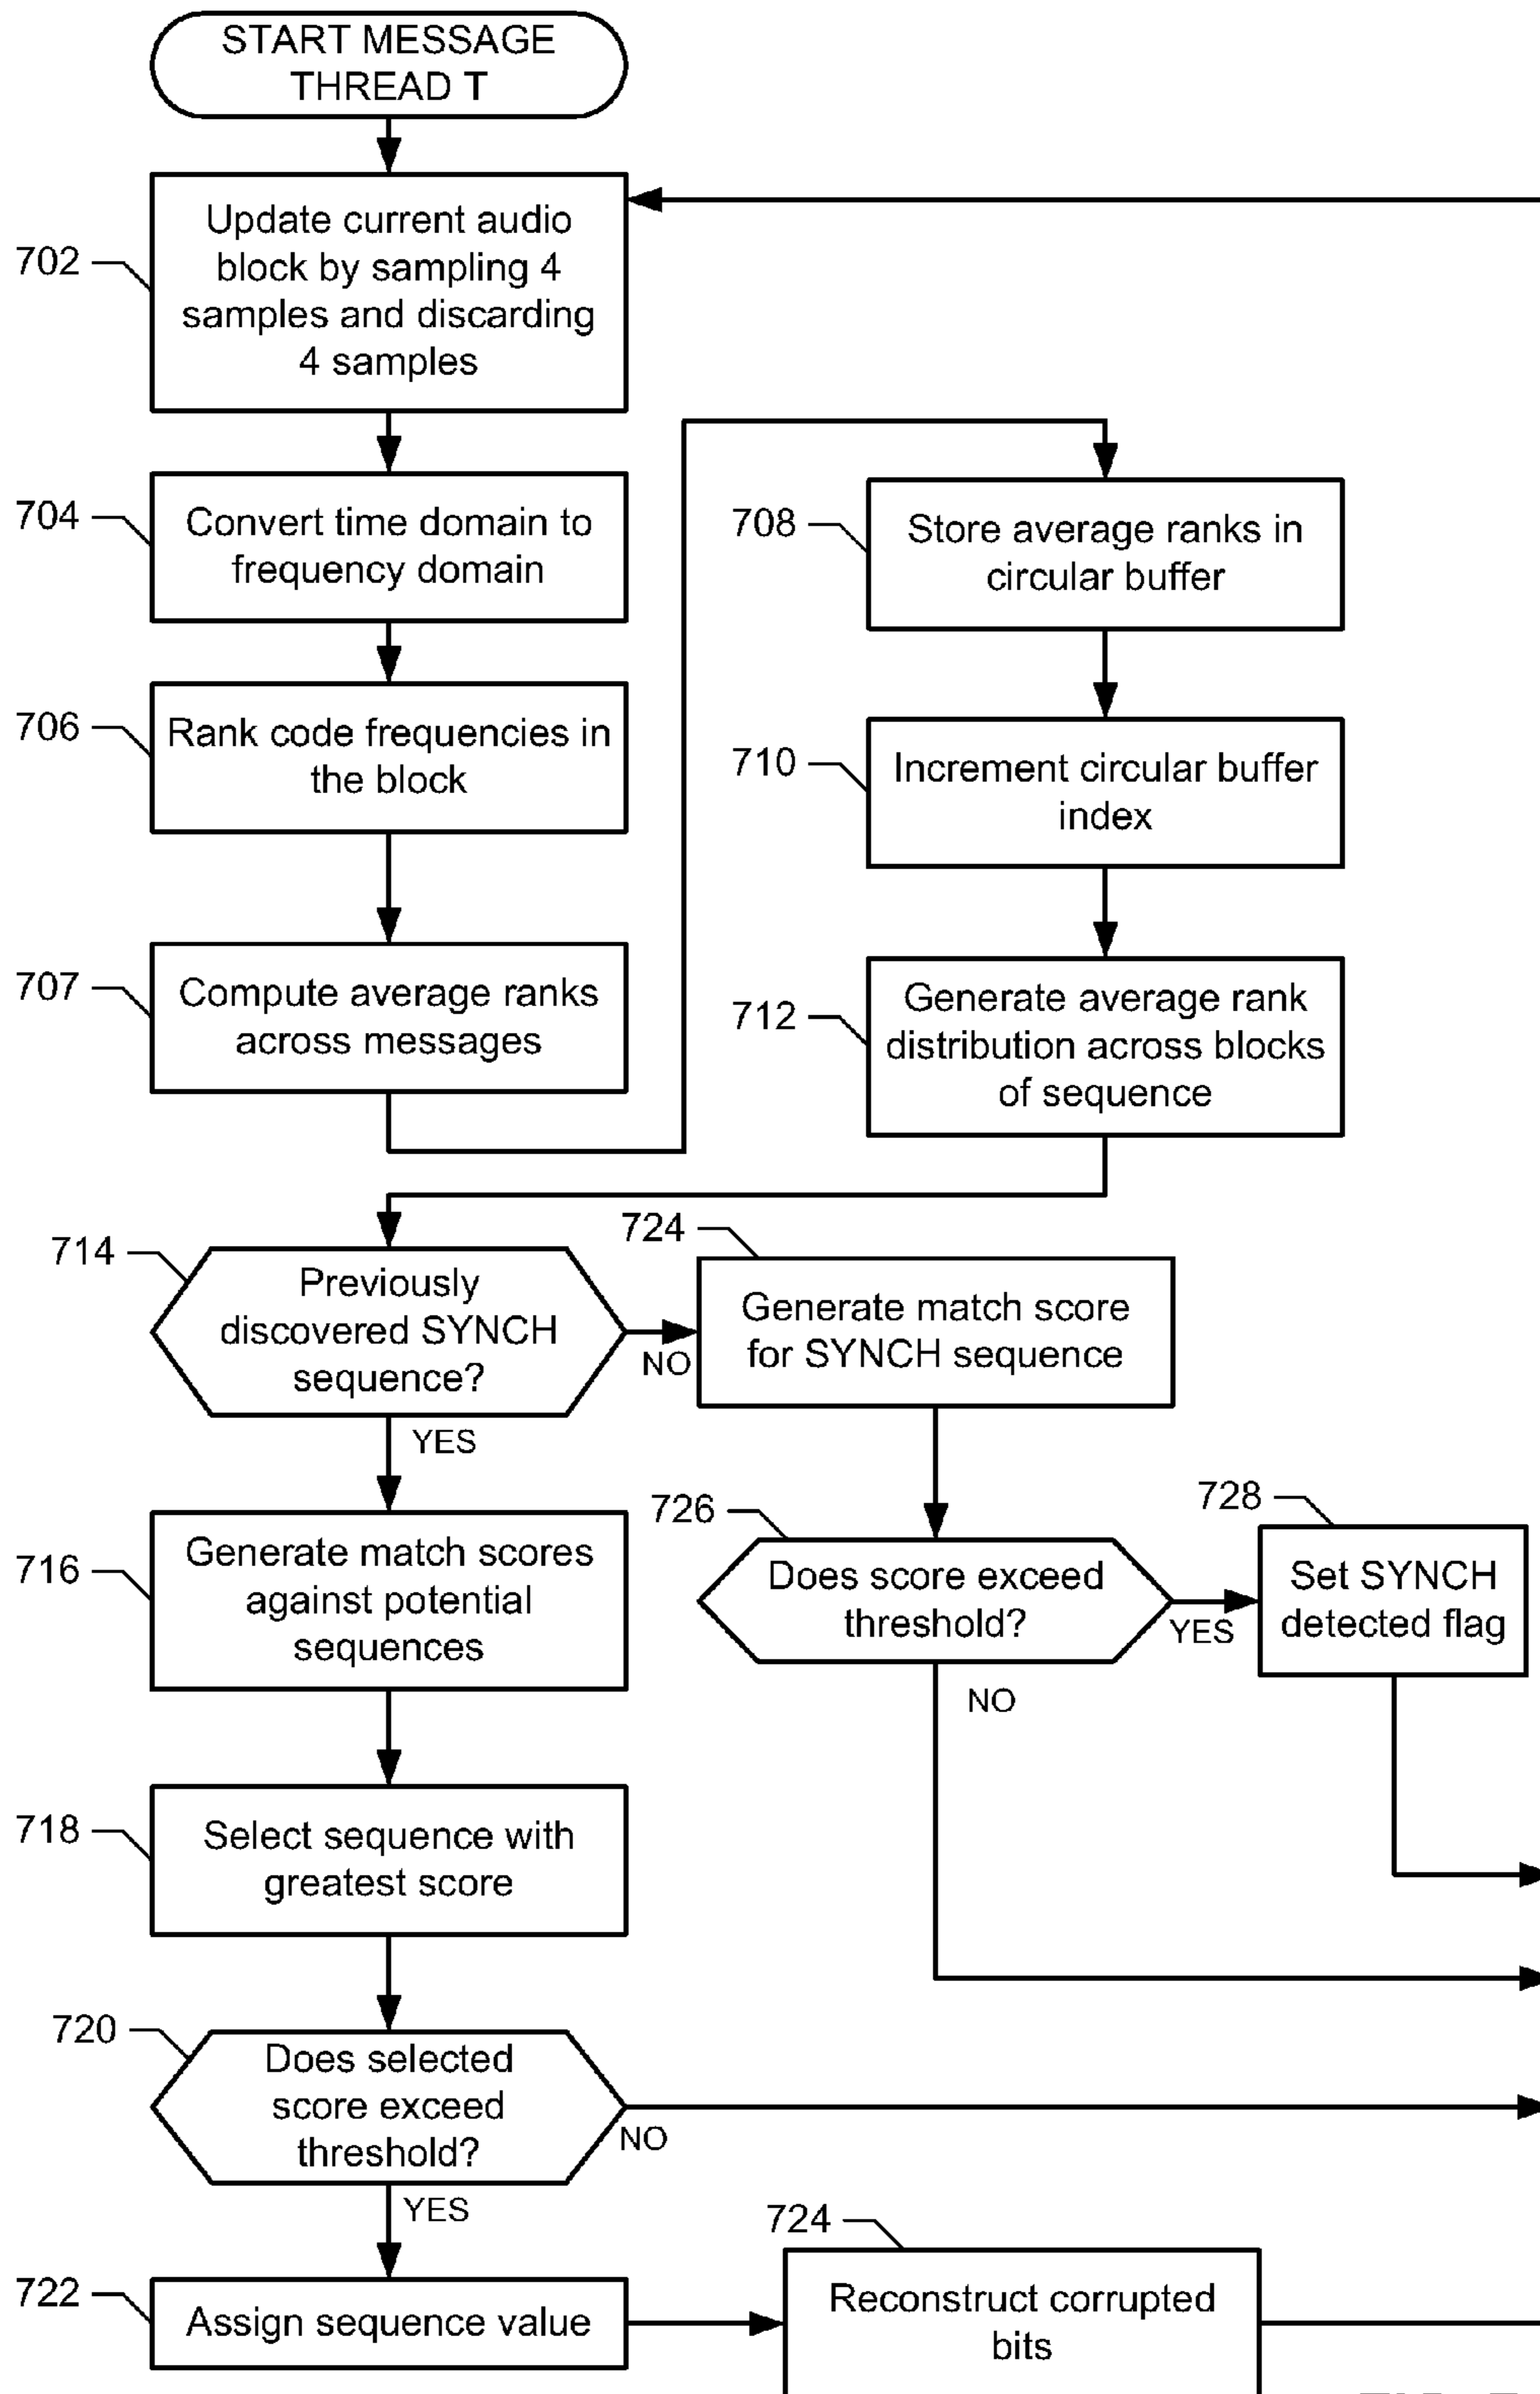 START MESSAGE
THREAD T
702
Update current audio
block by sampling 4
samples and discarding
4 samples
704
Convert time domain to
frequency domain
706
Rank code frequencies in
the block
707
Compute average ranks
across messages
708
Store average ranks in
circular buffer
710
Increment circular buffer
index
712
Generate average rank
distribution across blocks
of sequence
714
Previously
discovered SYNCH
sequence?
NO
YES
724
Generate match score
for SYNCH sequence
716
Generate match scores
against potential
sequences
726
Does score exceed
threshold?
YES
NO
728
Set SYNCH
detected flag
718
Select sequence with
greatest score
720
Does selected
score exceed
threshold?
NO
YES
722
Assign sequence value
724
Reconstruct corrupted
bits